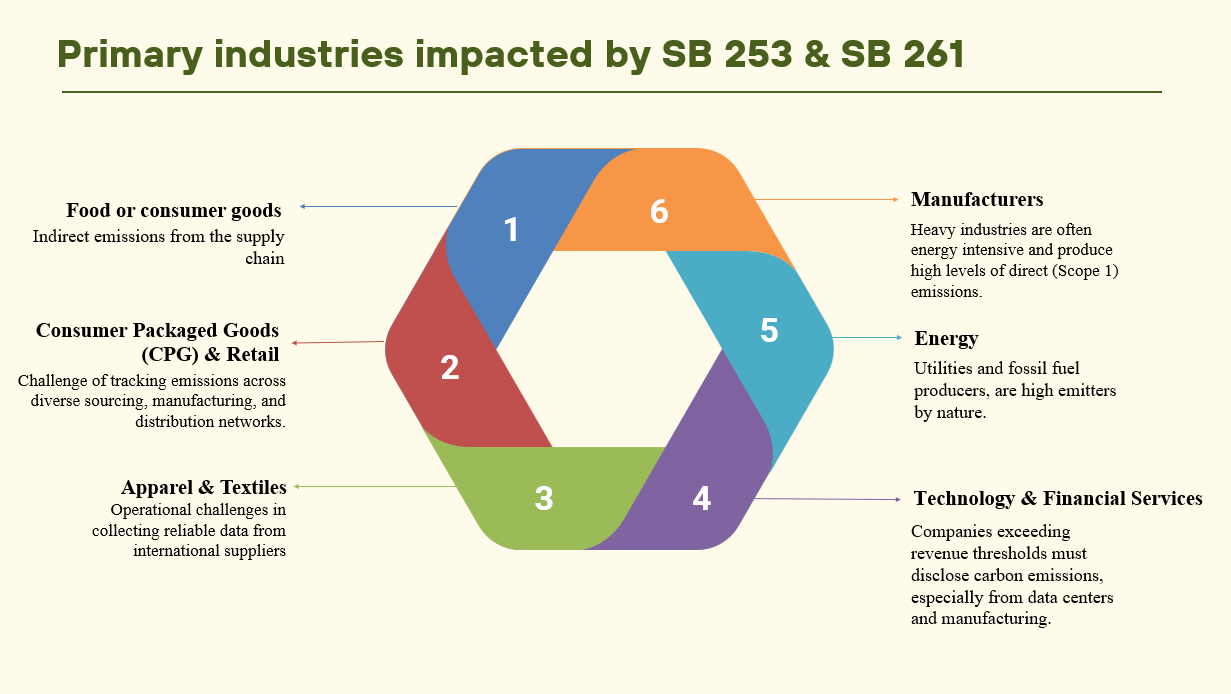 Primary industries impacted by SB 253 & SB 261
1
Food or consumer goods
Indirect emissions from the supply
chain
2
Consumer Packaged Goods
(CPG) & Retail
Challenge of tracking emissions across
diverse sourcing, manufacturing, and
distribution networks.
3
Apparel & Textiles
Operational challenges in
collecting reliable data from
international suppliers
6
Manufacturers
Heavy industries are often
energy intensive and produce
high levels of direct (Scope 1)
emissions.
5
Energy
Utilities and fossil fuel
producers, are high emitters
by nature.
4
Technology & Financial Services
Companies exceeding
revenue thresholds must
disclose carbon emissions,
especially from data centers
and manufacturing.